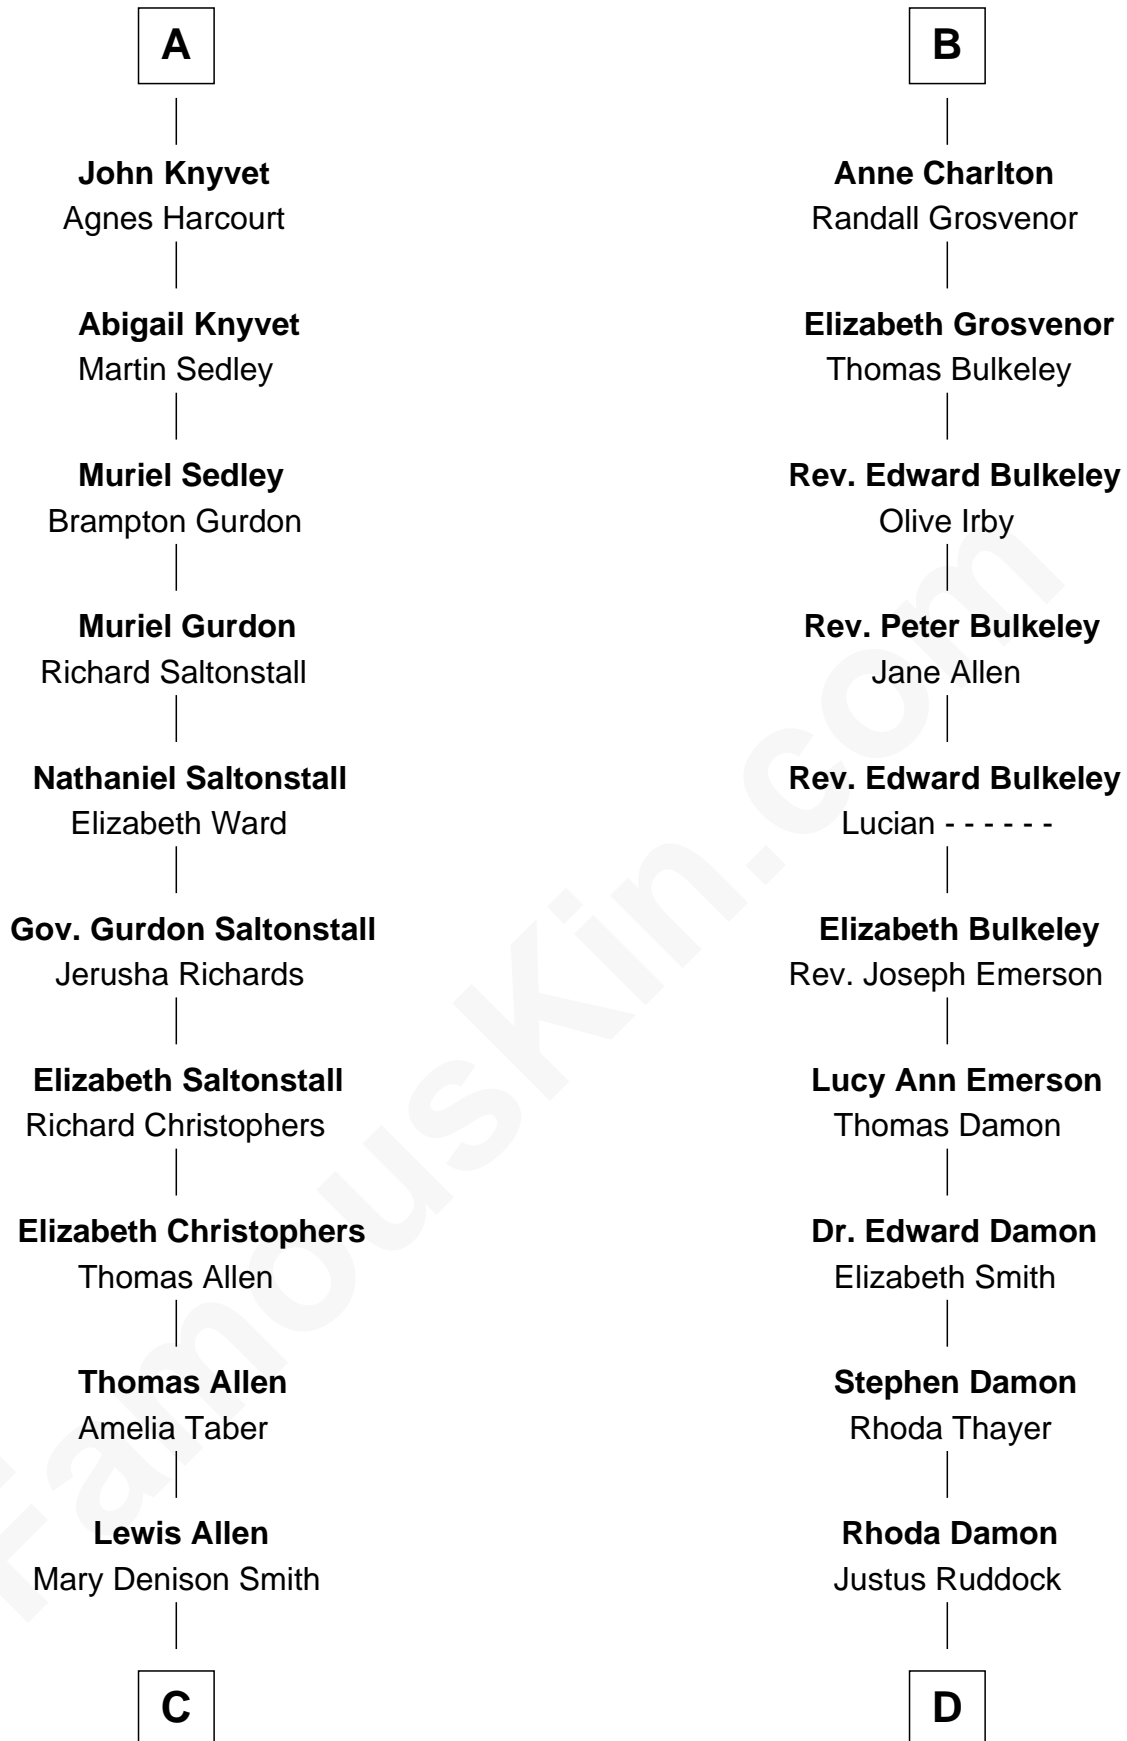 A
John Knyvet
Agnes Harcourt
Abigail Knyvet
Martin Sedley
Muriel Sedley
Brampton Gurdon
Muriel Gurdon
Richard Saltonstall
Nathaniel Saltonstall
Elizabeth Ward
Gov. Gurdon Saltonstall
Jerusha Richards
Elizabeth Saltonstall
Richard Christophers
Elizabeth Christophers
Thomas Allen
Thomas Allen
Amelia Taber
Lewis Allen
Mary Denison Smith
C
B
Anne Charlton
Randall Grosvenor
Elizabeth Grosvenor
Thomas Bulkeley
Rev. Edward Bulkeley
Olive Irby
Rev. Peter Bulkeley
Jane Allen
Rev. Edward Bulkeley
Lucian - - - - - -
Elizabeth Bulkeley
Rev. Joseph Emerson
Lucy Ann Emerson
Thomas Damon
Dr. Edward Damon
Elizabeth Smith
Stephen Damon
Rhoda Thayer
Rhoda Damon
Justus Ruddock
D
FamousKin.com